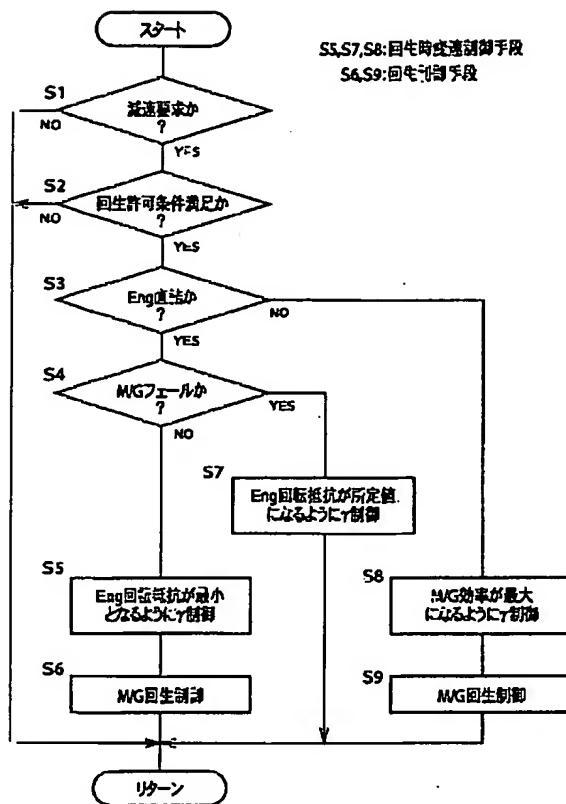 スタート
S5,S7,S8:回生時変速制御手段
S6,S9:回生制御手段
S1
減速要求か
?
NO
YES
S2
回生許可条件満足か
?
NO
YES
S3
Eng直結か
?
NO
YES
S4
M/Gフェールか
?
YES
NO
S7
Eng回転抵抗が所定値
になるようにγ制御
S5
Eng回転抵抗が最小
となるようにγ制御
S8
M/G効率が最大
になるようにγ制御
S6
M/G回生制御
S9
M/G回生制御
リターン